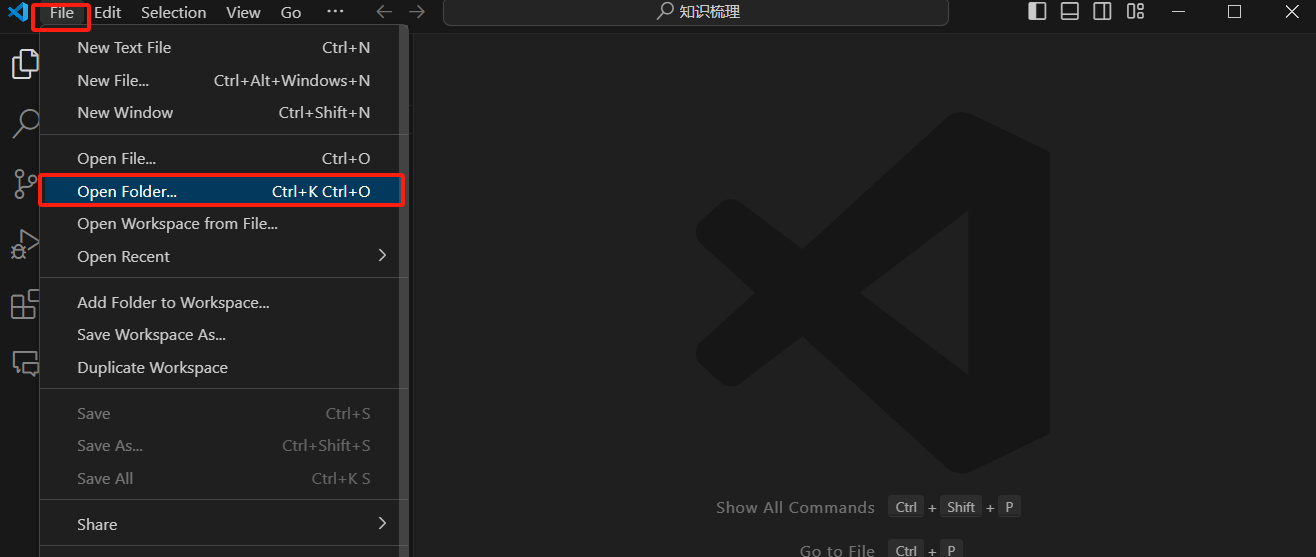 File Edit Selection View Go ··· 知识梳理
New Text File Ctrl+N
New File... Ctrl+Alt+Windows+N
New Window Ctrl+Shift+N
Open File... Ctrl+O
Open Folder... Ctrl+K Ctrl+O
Open Workspace from File...
Open Recent
Add Folder to Workspace...
Save Workspace As...
Duplicate Workspace
Save Ctrl+S
Save As... Ctrl+Shift+S
Save All Ctrl+K S
Show All Commands Ctrl + Shift + P
Share
Go to File Ctrl + P